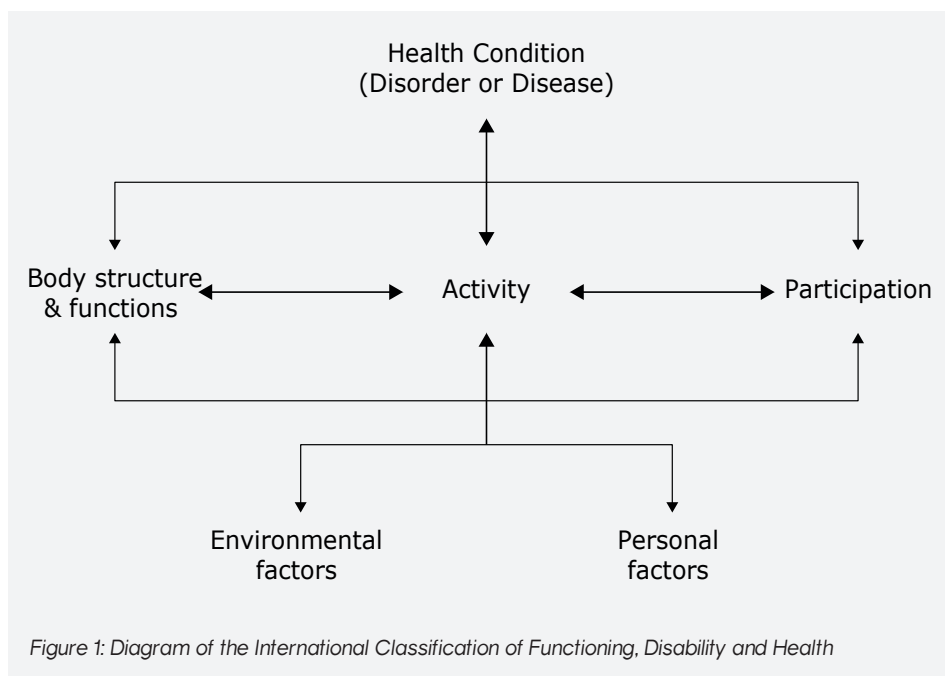 Health Condition
(Disorder or Disease)
Body structure
& functions
Activity
Participation
Environmental
factors
Personal
factors
Figure 1: Diagram of the International Classification of Functioning, Disability and Health